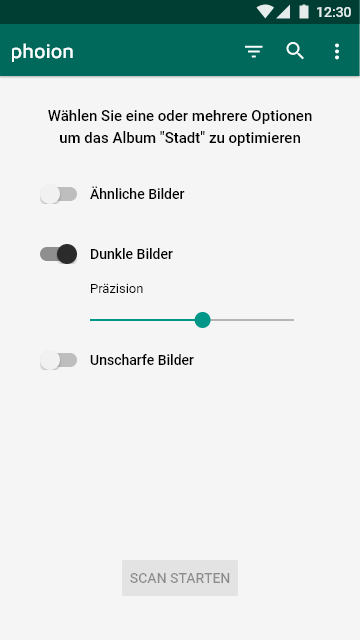 12:30
phoion
Wählen Sie eine oder mehrere Optionen
um das Album "Stadt" zu optimieren
Ähnliche Bilder
Dunkle Bilder
Präzision
Unscharfe Bilder
SCAN STARTEN